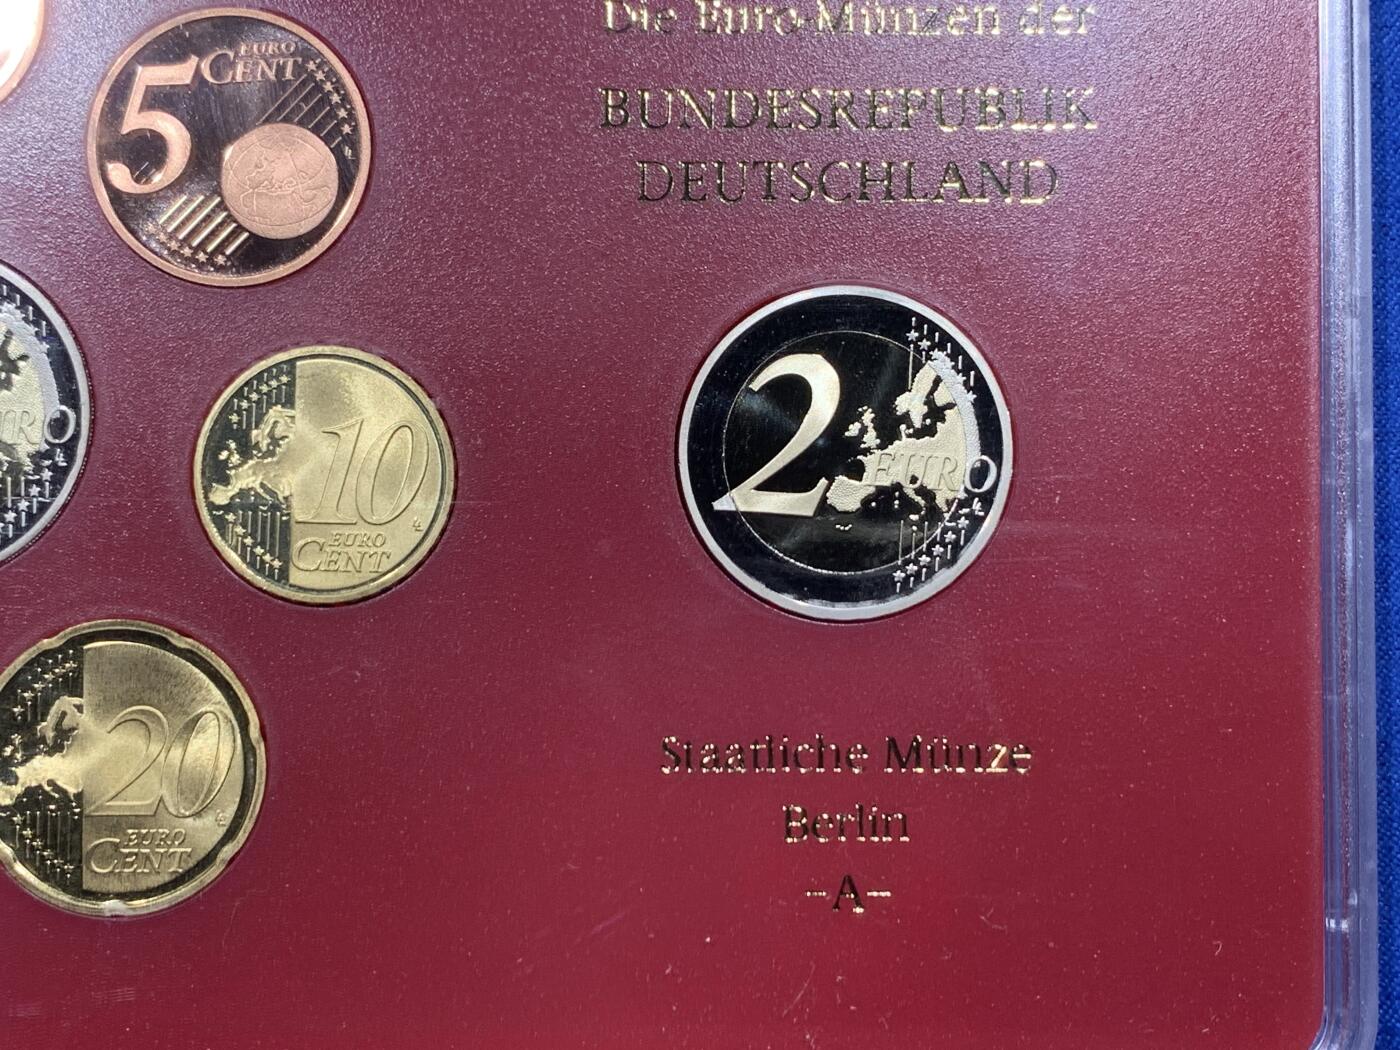 Die Euro-Münzen der
BUNDESREPUBLIK
DEUTSCHLAND
5 EURO
CENT
2 EURO
10
EURO
CENT
20
EURO
CENT
URO
Staatliche Münze
Berlin
-A-